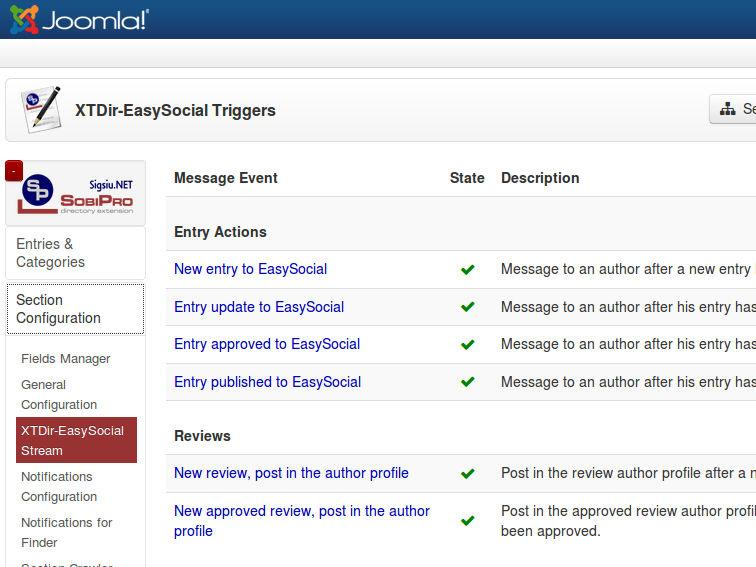 Joomla!
XTDir-EasySocial Triggers
Sigsiu.NET
SOBIPRO
directory extension
Entries &
Categories
Section
Configuration
Fields Manager
General
Configuration
XTDir-EasySocial
Stream
Notifications
Configuration
Notifications for
Finder
Message Event State Description
Entry Actions
New entry to EasySocial Message to an author after a new entry
Entry update to EasySocial Message to an author after his entry has
Entry approved to EasySocial Message to an author after his entry has
Entry published to EasySocial Message to an author after his entry has
Reviews
New review, post in the author profile Post in the review author profile after a
New approved review, post in the author Post in the approved review author
profile been approved.